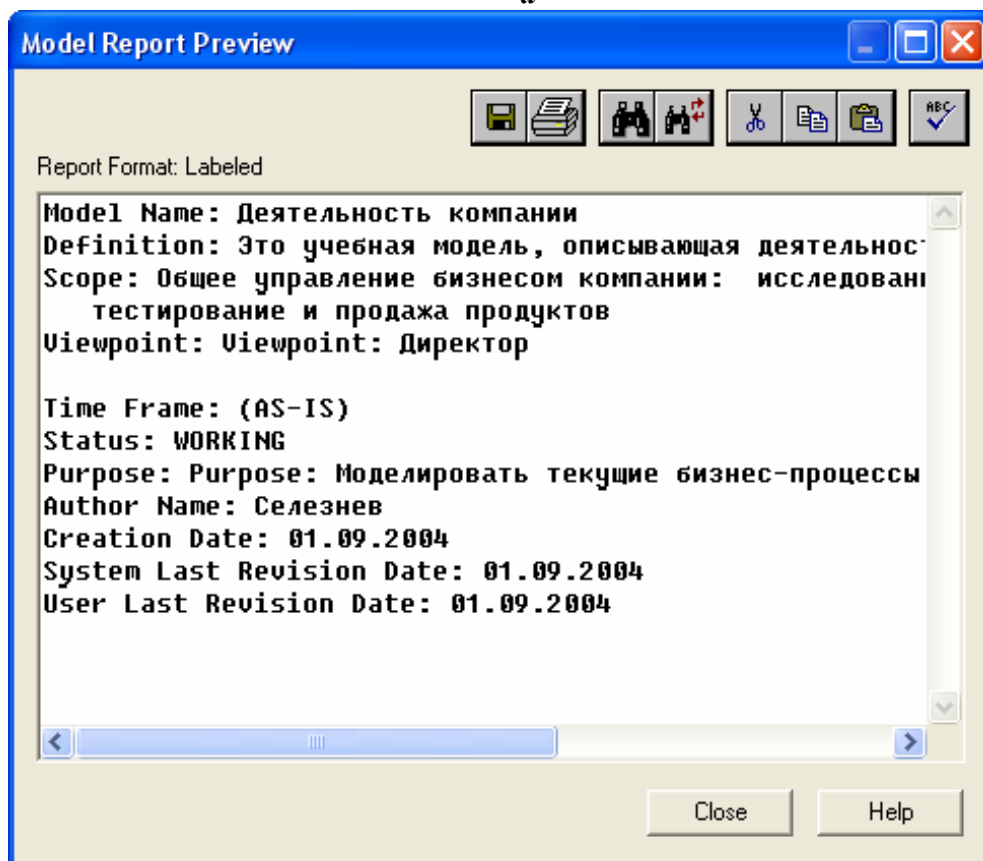 Model Report Preview
ABC
Report Format: Labeled
Model Name: Деятельность компании
Definition: Это учебная модель, описывающая
Scope: Общее управление бизнесом компании:
тестирование и продажа продуктов
Viewpoint: Viewpoint: Директор
Time Frame: (AS-IS)
Status: WORKING
Purpose: Purpose: Моделировать текущие бизнес-процессы
Author Name: Селезнев
Creation Date: 01.09.2004
System Last Revision Date: 01.09.2004
User Last Revision Date: 01.09.2004
Close Help